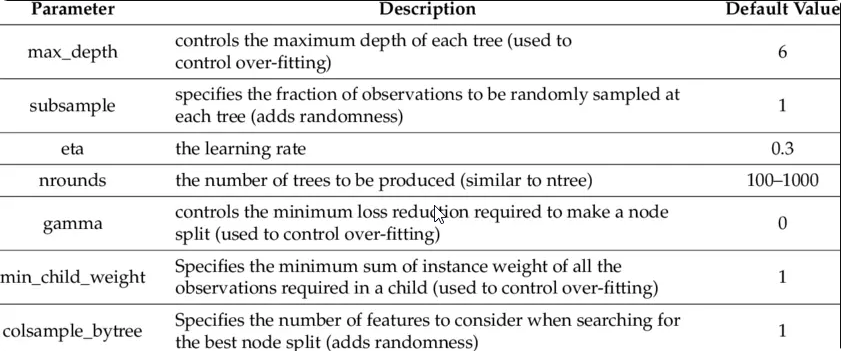 Parameter Description Default Value
max_depth controls the maximum depth of each tree (used to
control over-fitting) 6
subsample specifies the fraction of observations to be randomly sampled at
each tree (adds randomness) 1
eta the learning rate 0.3
nrounds the number of trees to be produced (similar to ntree) 100–1000
gamma controls the minimum loss reduction required to make a node
split (used to control over-fitting) 0
min_child_weight Specifies the minimum sum of instance weight of all the
observations required in a child (used to control over-fitting) 1
colsample_bytree Specifies the number of features to consider when searching for
the best node split (adds randomness) 1